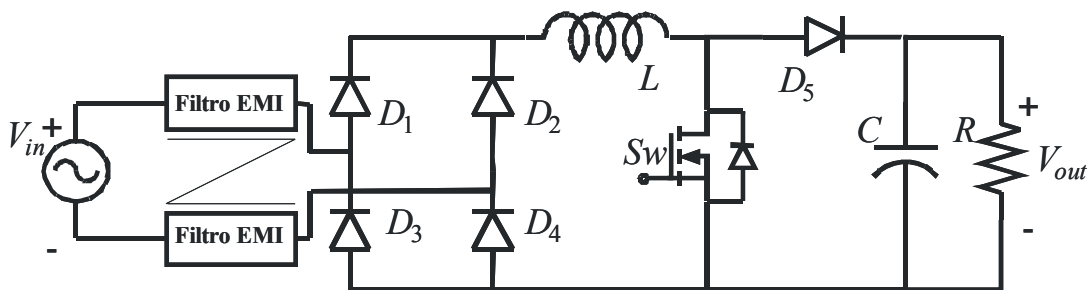 L
D5
Filtro EMI
D1
D2
+
Vin
+
Sw
C
R
Vout
-
Filtro EMI
D3
D4
-